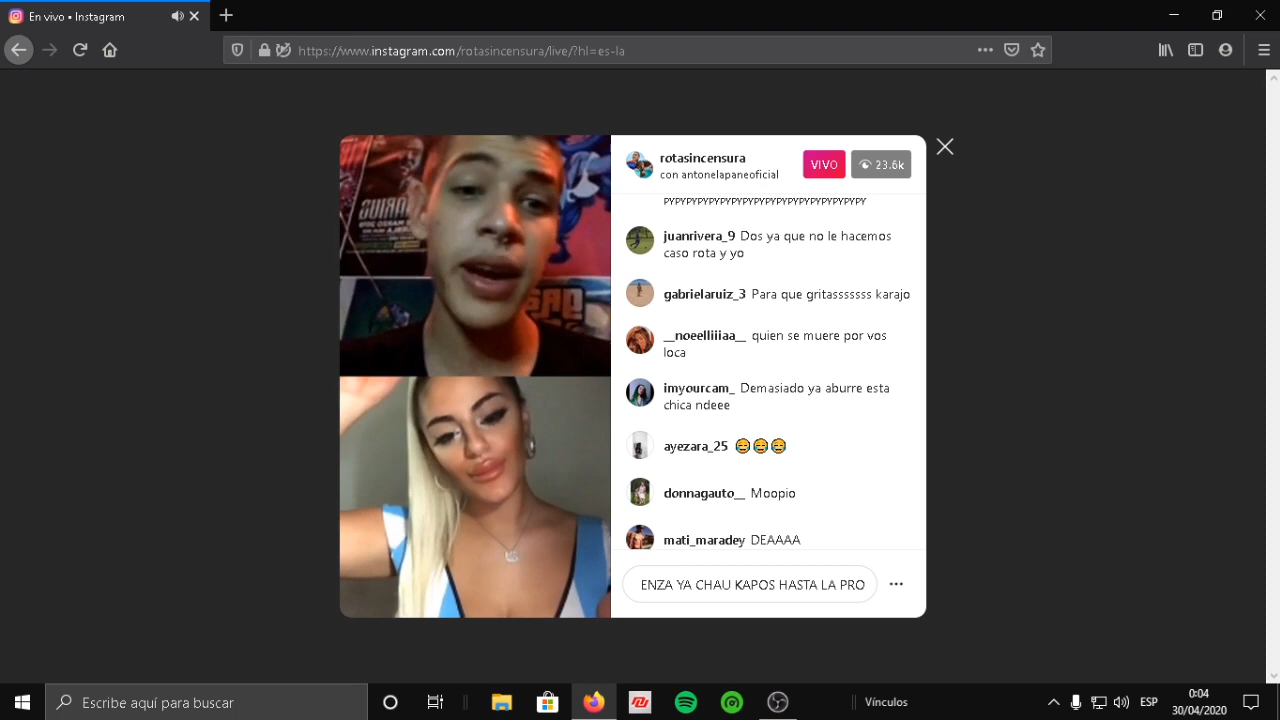 En vivo • Instagram
https://www.instagram.com/rotasincensura/live/?hl=es-la
rotasincensura
con antonelapaneoficial
VIVO
23.6k
PYPYPYPYPYPYPYPYPYPYPYPYPYPYPYPYPYPY
juanrivera_9 Dos ya que no le hacemos
caso rota y yo
gabrielaruiz_3 Para que gritasssssss karajo
__nøeelliiiaa__ quien se muere por vos
loca
imyourcam_ Demasiado ya aburre esta
chica ndeee
ayezara_25 😂😂😂
donnagauto__ Moopio
mati_maradey DEAAAA
ENZA YA CHAU KAPOS HASTA LA PRO
Escribe aquí para buscar
Vínculos
ESP
0:04
30/04/2020